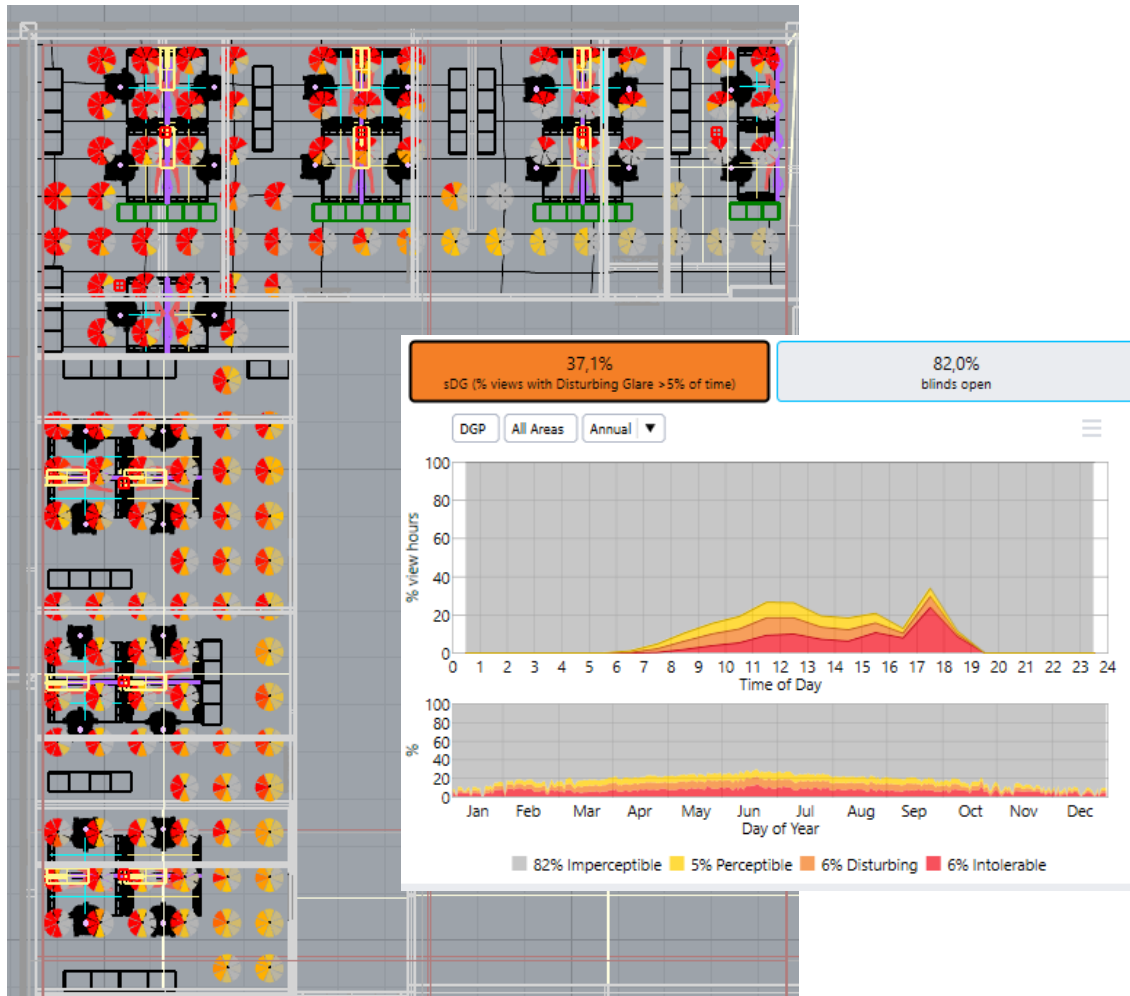 37,1%
sDG (% views with Disturbing Glare >5% of time)
82,0%
blinds open
DGP
All Areas
Annual
% view hours
100
80
60
40
20
0
0 1 2 3 4 5 6 7 8 9 10 11 12 13 14 15 16 17 18 19 20 21 22 23 24
Time of Day
%
100
80
60
40
20
0
Jan Feb Mar Apr May Jun Jul Aug Sep Oct Nov Dec
Day of Year
82% Imperceptible 5% Perceptible 6% Disturbing 6% Intolerable